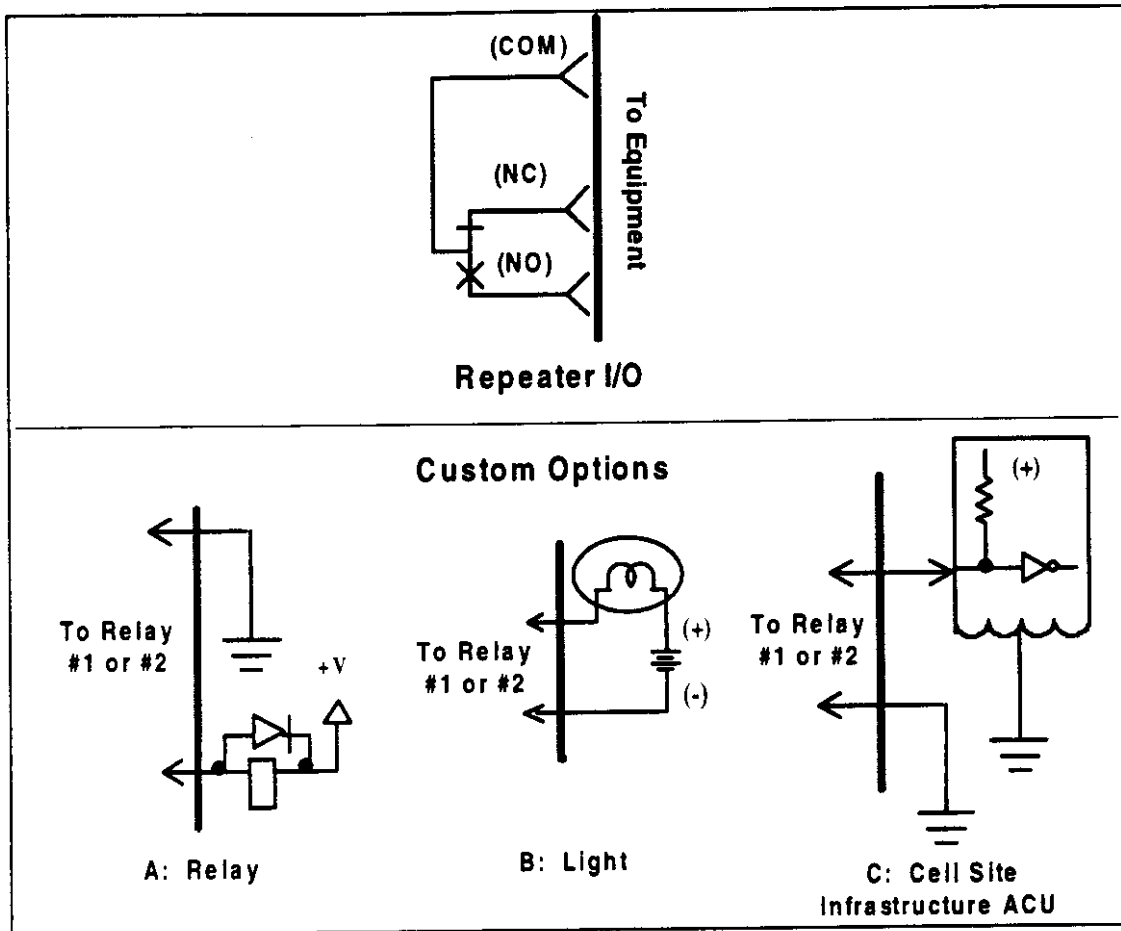 (COM)
To Equipment
(NC)
(NO)
Repeater I/O
Custom Options
To Relay
#1 or #2
+V
A: Relay
To Relay
#1 or #2
(+)
(-)
B: Light
(+)
To Relay
#1 or #2
C: Cell Site
Infrastructure ACU